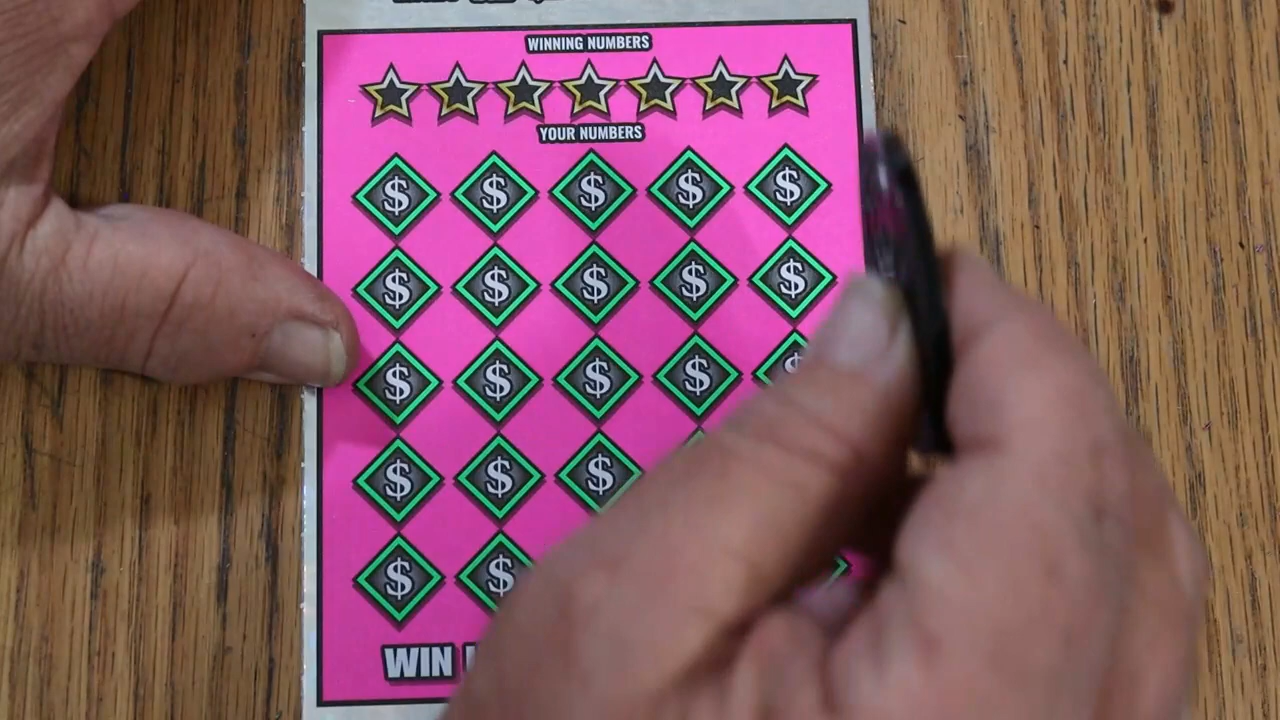 WINNING NUMBERS
YOUR NUMBERS
$ $ $ $ $
$ $ $ $ $
$ $ $ $ $
$ $ $
$ $
WIN